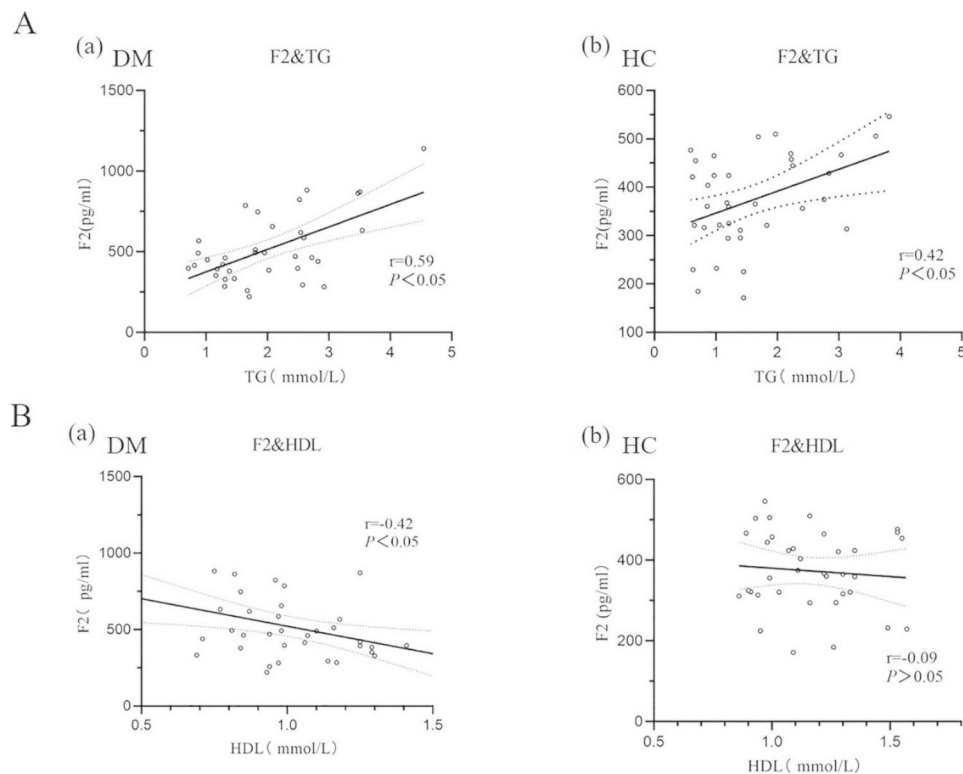 A
(a) DM F2&TG
1500
1000
500
0
F2(pg/ml)
0 1 2 3 4 5
TG( mmol/L)
r=0.59
P<0.05
(b) HC F2&TG
600
500
400
300
200
100
F2(pg/ml)
0 1 2 3 4 5
TG( mmol/L)
r=0.42
P<0.05
B
(a) DM F2&HDL
1500
1000
500
0
F2( pg/ml)
0.5 1.0 1.5
HDL( mmol/L)
r=-0.42
P<0.05
(b) HC F2&HDL
600
400
200
0
F2 (pg/ml)
0.5 1.0 1.5
HDL( mmol/L)
r=-0.09
P>0.05